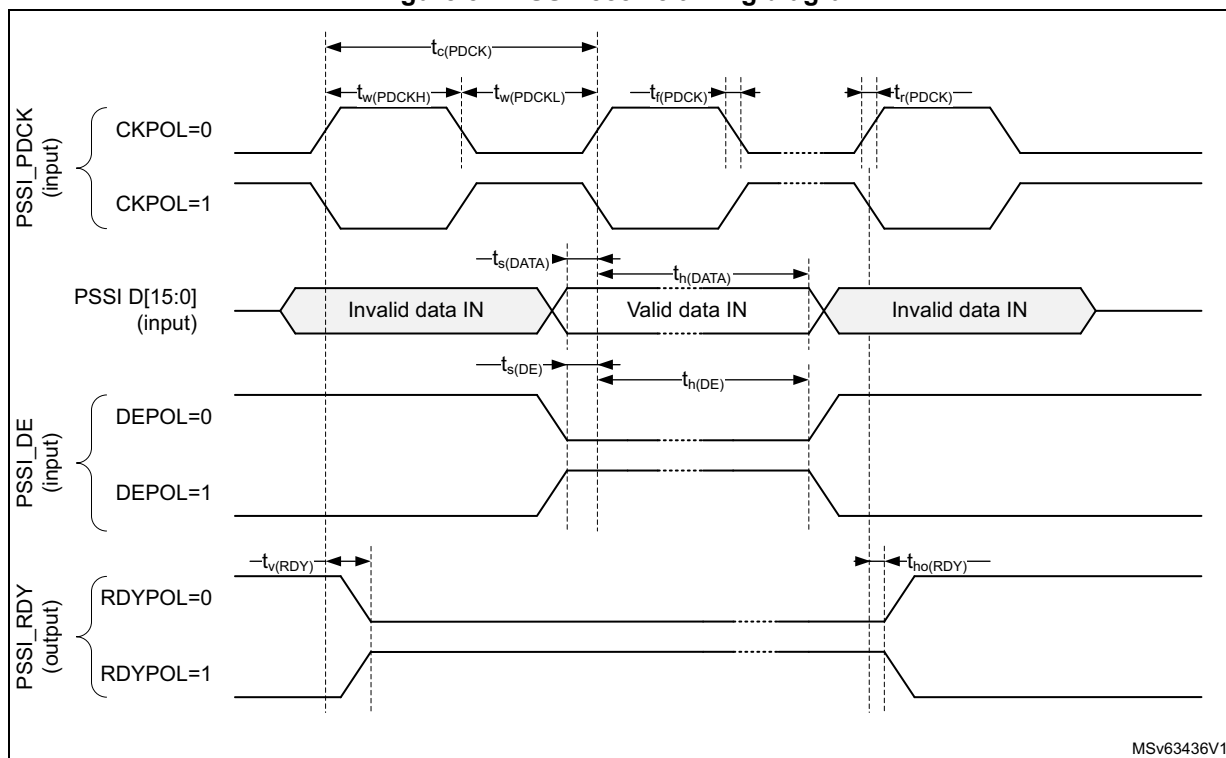 tc(PDCK)
tw(PDCKH) tw(PDCKL) tf(PDCK) tr(PDCK)
PSSI_PDCK
(input)
CKPOL=0
CKPOL=1
ts(DATA) th(DATA)
PSSI D[15:0]
(input)
Invalid data IN Valid data IN Invalid data IN
ts(DE) th(DE)
PSSI_DE
(input)
DEPOL=0
DEPOL=1
tv(RDY) tho(RDY)
PSSI_RDY
(output)
RDYPOL=0
RDYPOL=1
MSv63436V1